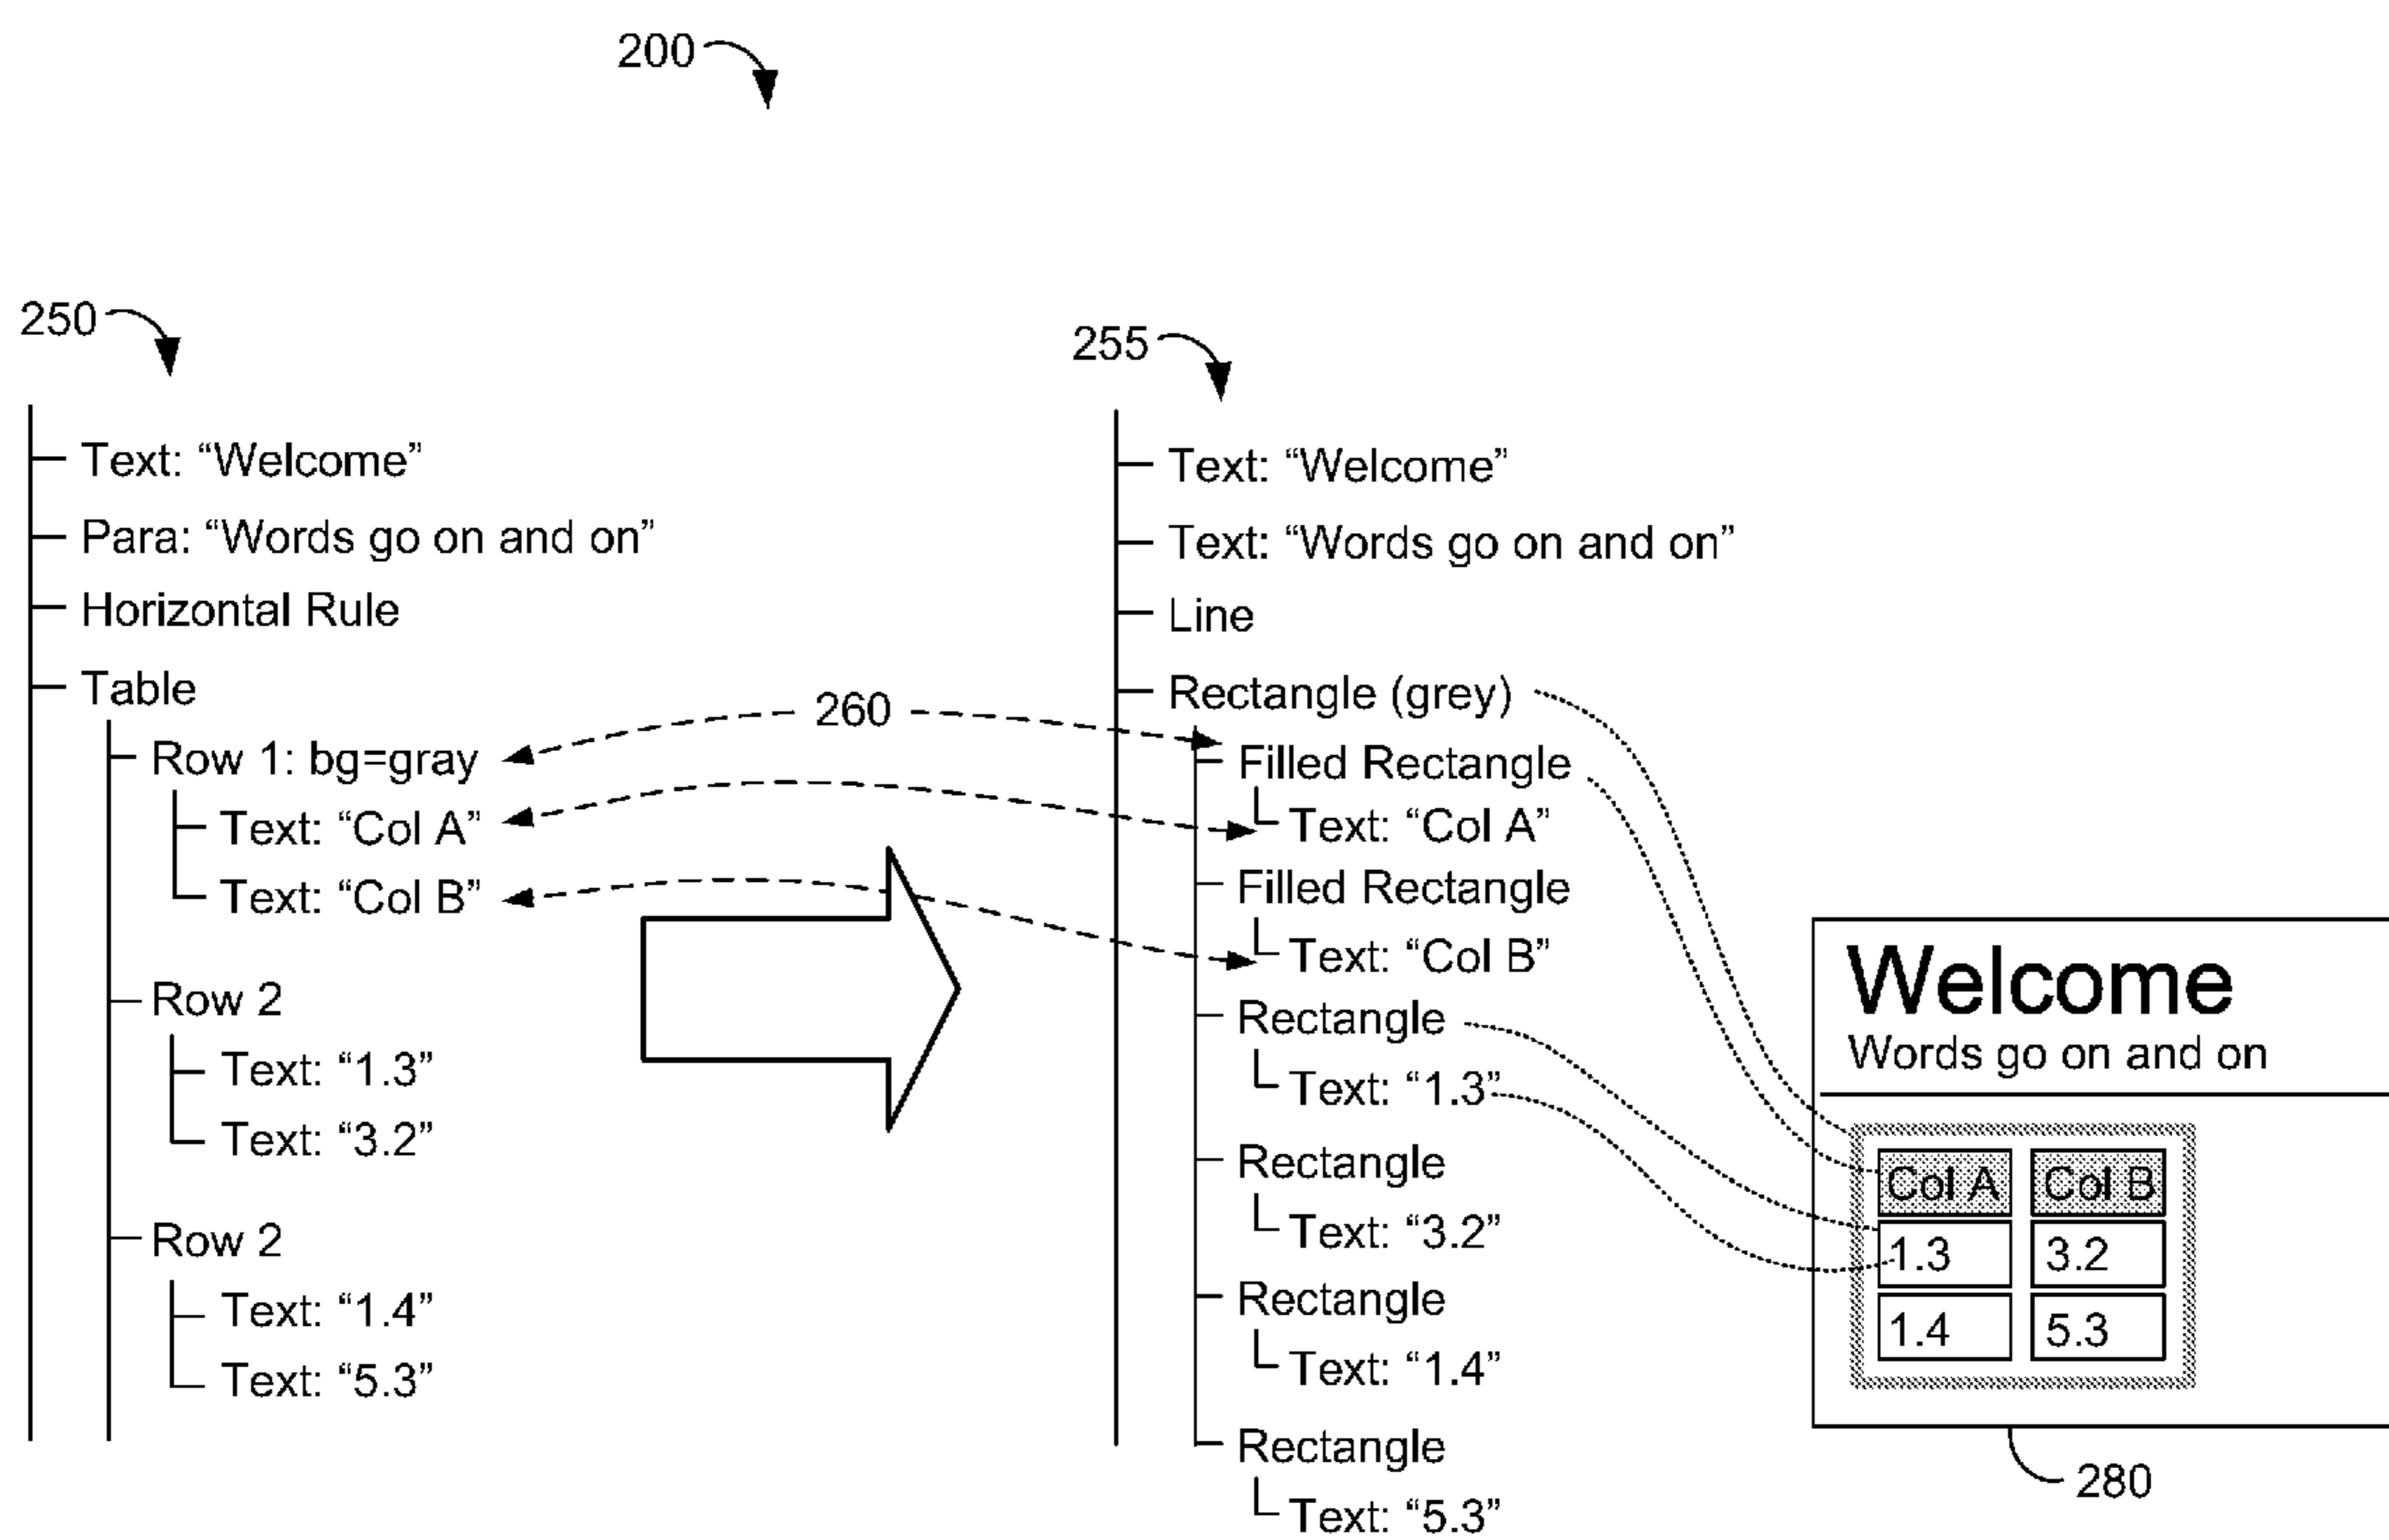 200
250
Text: “Welcome”
Para: “Words go on and on”
Horizontal Rule
Table
Row 1: bg=gray
Text: “Col A”
Text: “Col B”
Row 2
Text: “1.3”
Text: “3.2”
Row 2
Text: “1.4”
Text: “5.3”
260
255
Text: “Welcome”
Text: “Words go on and on”
Line
Rectangle (grey)
Filled Rectangle
Text: “Col A”
Filled Rectangle
Text: “Col B”
Rectangle
Text: “1.3”
Rectangle
Text: “3.2”
Rectangle
Text: “1.4”
Rectangle
Text: “5.3”
Welcome
Words go on and on
Col A Col B
1.3 3.2
1.4 5.3
280